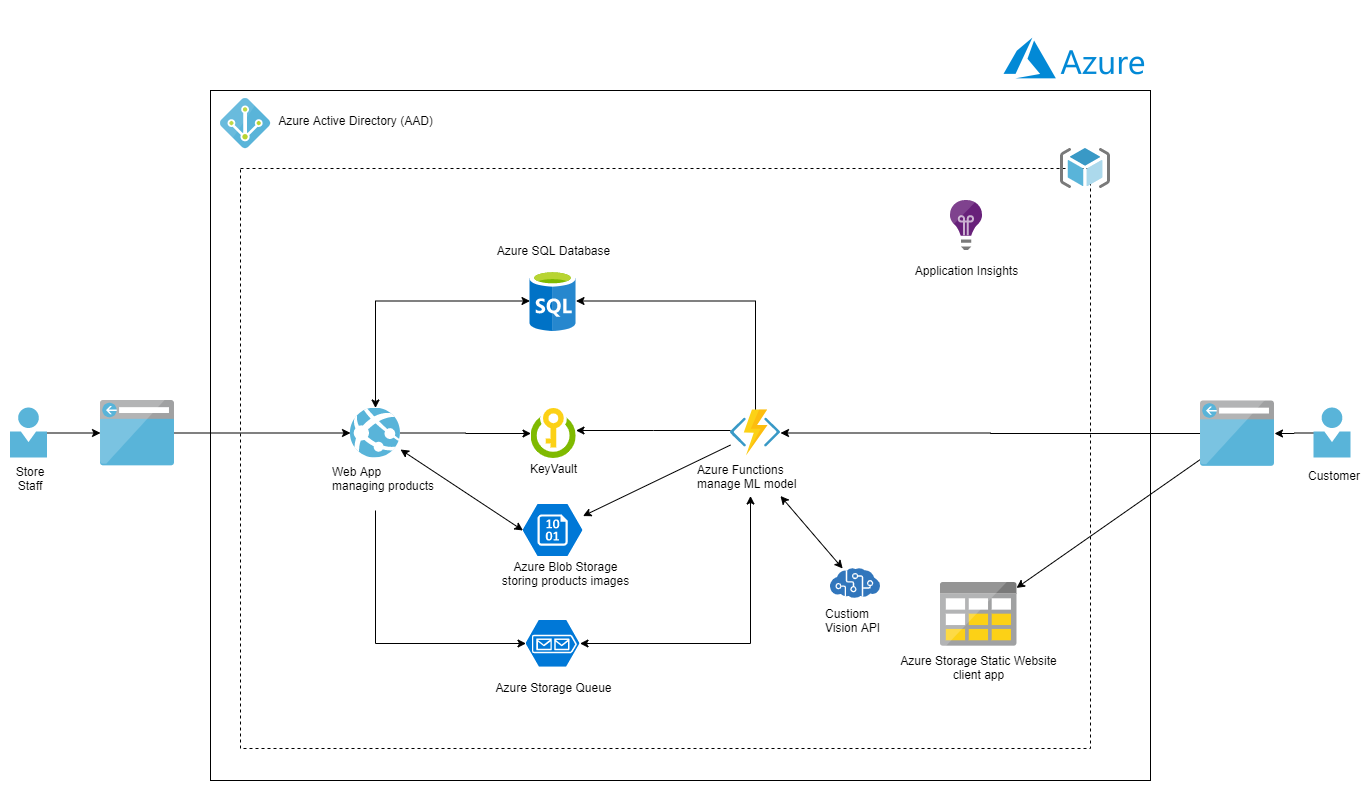 Azure
Azure Active Directory (AAD)
Application Insights
Azure SQL Database
SQL
Store
Staff
Web App
managing products
KeyVault
Azure Functions
manage ML model
Customer
10
01
Azure Blob Storage
storing products images
Custiom
Vision API
Azure Storage Static Website
client app
Azure Storage Queue